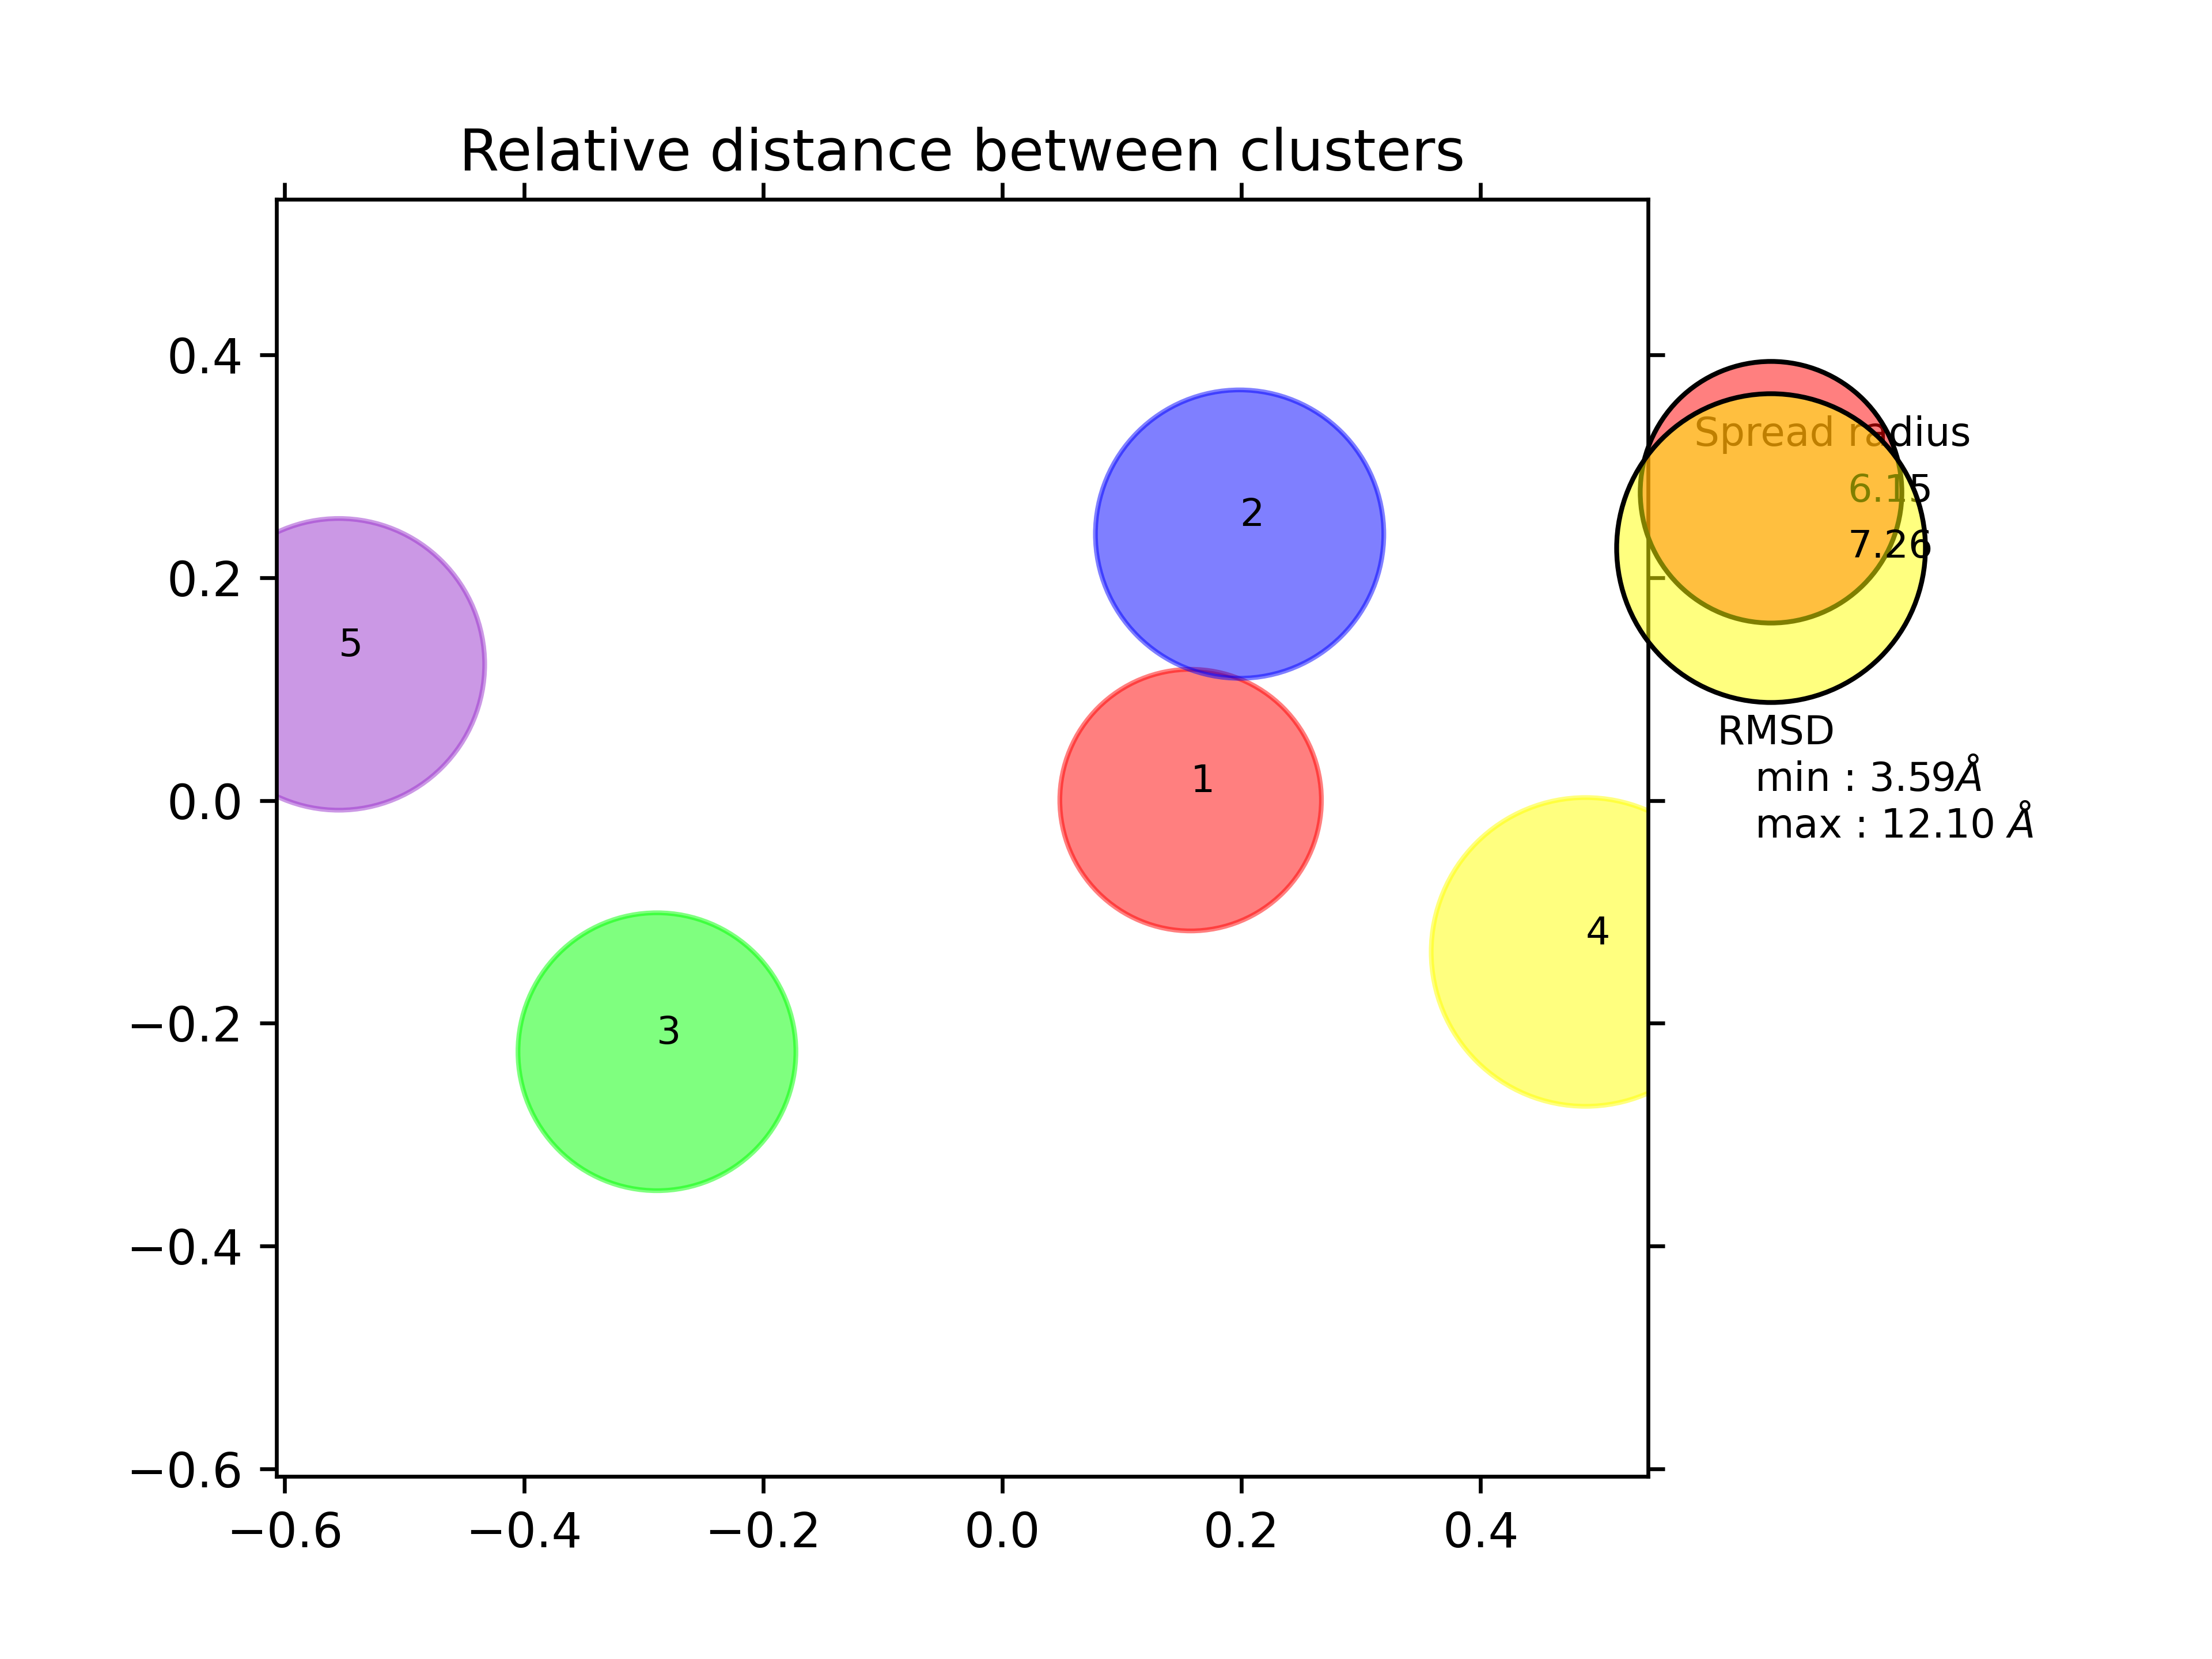 Relative distance between clusters
0.4
0.2
0.0
−0.2
−0.4
−0.6
−0.6 −0.4 −0.2 0.0 0.2 0.4
5
2
1
3
4
Spread radius
6.15
7.26
RMSD
min : 3.59Å
max : 12.10 Å